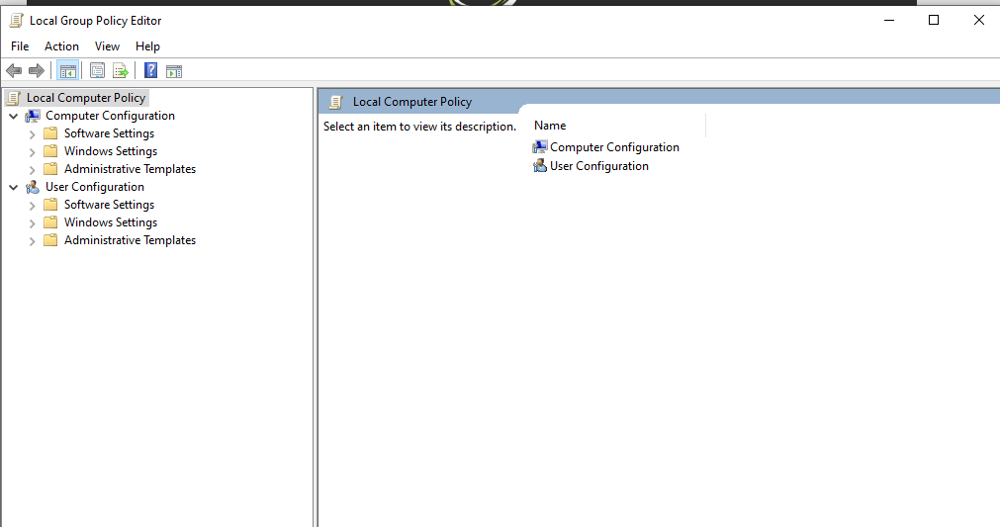 Local Group Policy Editor
File Action View Help
Local Computer Policy
Computer Configuration
Software Settings
Windows Settings
Administrative Templates
User Configuration
Software Settings
Windows Settings
Administrative Templates
Local Computer Policy
Select an item to view its description.
Name
Computer Configuration
User Configuration